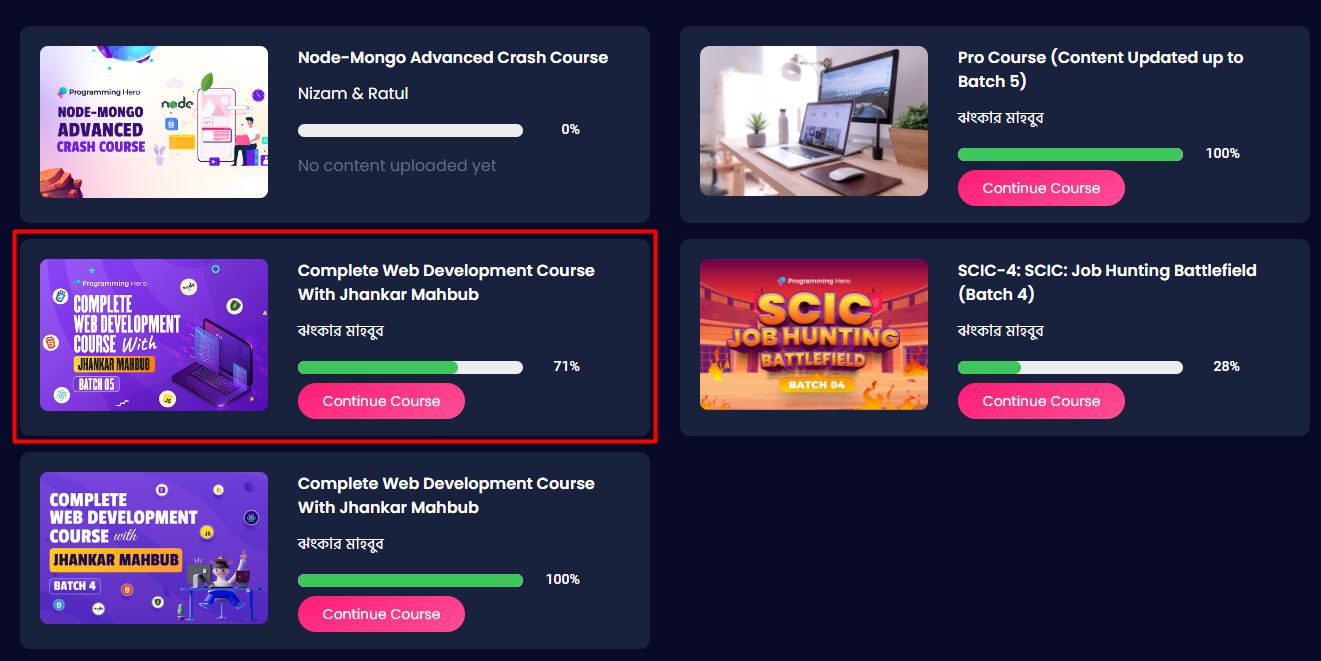 Programming Hero
NODE-MONGO
ADVANCED
CRASH COURSE
node
Node-Mongo Advanced Crash Course
Nizam & Ratul
0%
No content uploaded yet
Pro Course (Content Updated up to
Batch 5)
ঝংকার মাহবুব
100%
Continue Course
Programming Hero
COMPLETE
WEB DEVELOPMENT
COURSE With
JHANKAR MAHBUB
BATCH 05
Complete Web Development Course
With Jhankar Mahbub
ঝংকার মাহবুব
71%
Continue Course
Programming Hero
SCIC
JOB HUNTING
BATTLEFIELD
BATCH 04
SCIC-4: SCIC: Job Hunting Battlefield
(Batch 4)
ঝংকার মাহবুব
28%
Continue Course
COMPLETE
WEB DEVELOPMENT
COURSE with
JHANKAR MAHBUB
BATCH 4
Complete Web Development Course
With Jhankar Mahbub
ঝংকার মাহবুব
100%
Continue Course